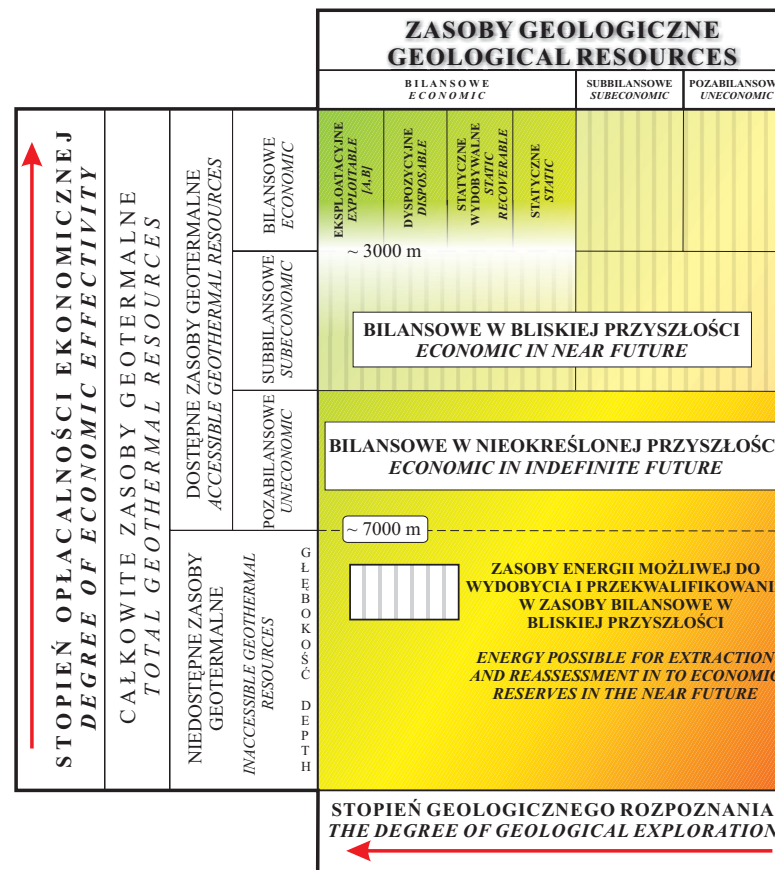 ZASOBY GEOLOGICZNE
GEOLOGICAL RESOURCES
BILANSOWE
ECONOMIC
SUBBILANSOWE
SUBECONOMIC
POZABILANSOW
UNECONOMIC
STOPIEŃ OPŁACALNOŚCI EKONOMICZNEJ
DEGREE OF ECONOMIC EFFECTIVITY
CAŁKOWITE ZASOBY GEOTERMALNE
TOTAL GEOTHERMAL RESOURCES
DOSTĘPNE ZASOBY GEOTERMALNE
ACCESSIBLE GEOTHERMAL RESOURCES
BILANSOWE
ECONOMIC
SUBBILANSOWE
SUBECONOMIC
POZABILANSOWE
UNECONOMIC
NIEDOSTĘPNE ZASOBY
GEOTERMALNE
INACCESSIBLE GEOTHERMAL
RESOURCES
GŁĘBOKOŚĆ DEPTH
EKSPLOATACYJNE
EXPLOITABLE
[A,B]
DYSPOZYCYJNE
DISPOSABLE
STATYCZNE
WYDOBYWALNE
STATIC
RECOVERABLE
STATYCZNE
STATIC
~ 3000 m
BILANSOWE W BLISKIEJ PRZYSZŁOŚCI
ECONOMIC IN NEAR FUTURE
BILANSOWE W NIEOKREŚLONEJ PRZYSZŁOŚC
ECONOMIC IN INDEFINITE FUTURE
~ 7000 m
ZASOBY ENERGII MOŻLIWEJ DO
WYDOBYCIA I PRZEKWALIFIKOWANI
W ZASOBY BILANSOWE W
BLISKIEJ PRZYSZŁOŚCI
ENERGY POSSIBLE FOR EXTRACTION
AND REASSESSMENT IN TO ECONOMIC
RESERVES IN THE NEAR FUTURE
STOPIEŃ GEOLOGICZNEGO ROZPOZNANIA
THE DEGREE OF GEOLOGICAL EXPLORATION